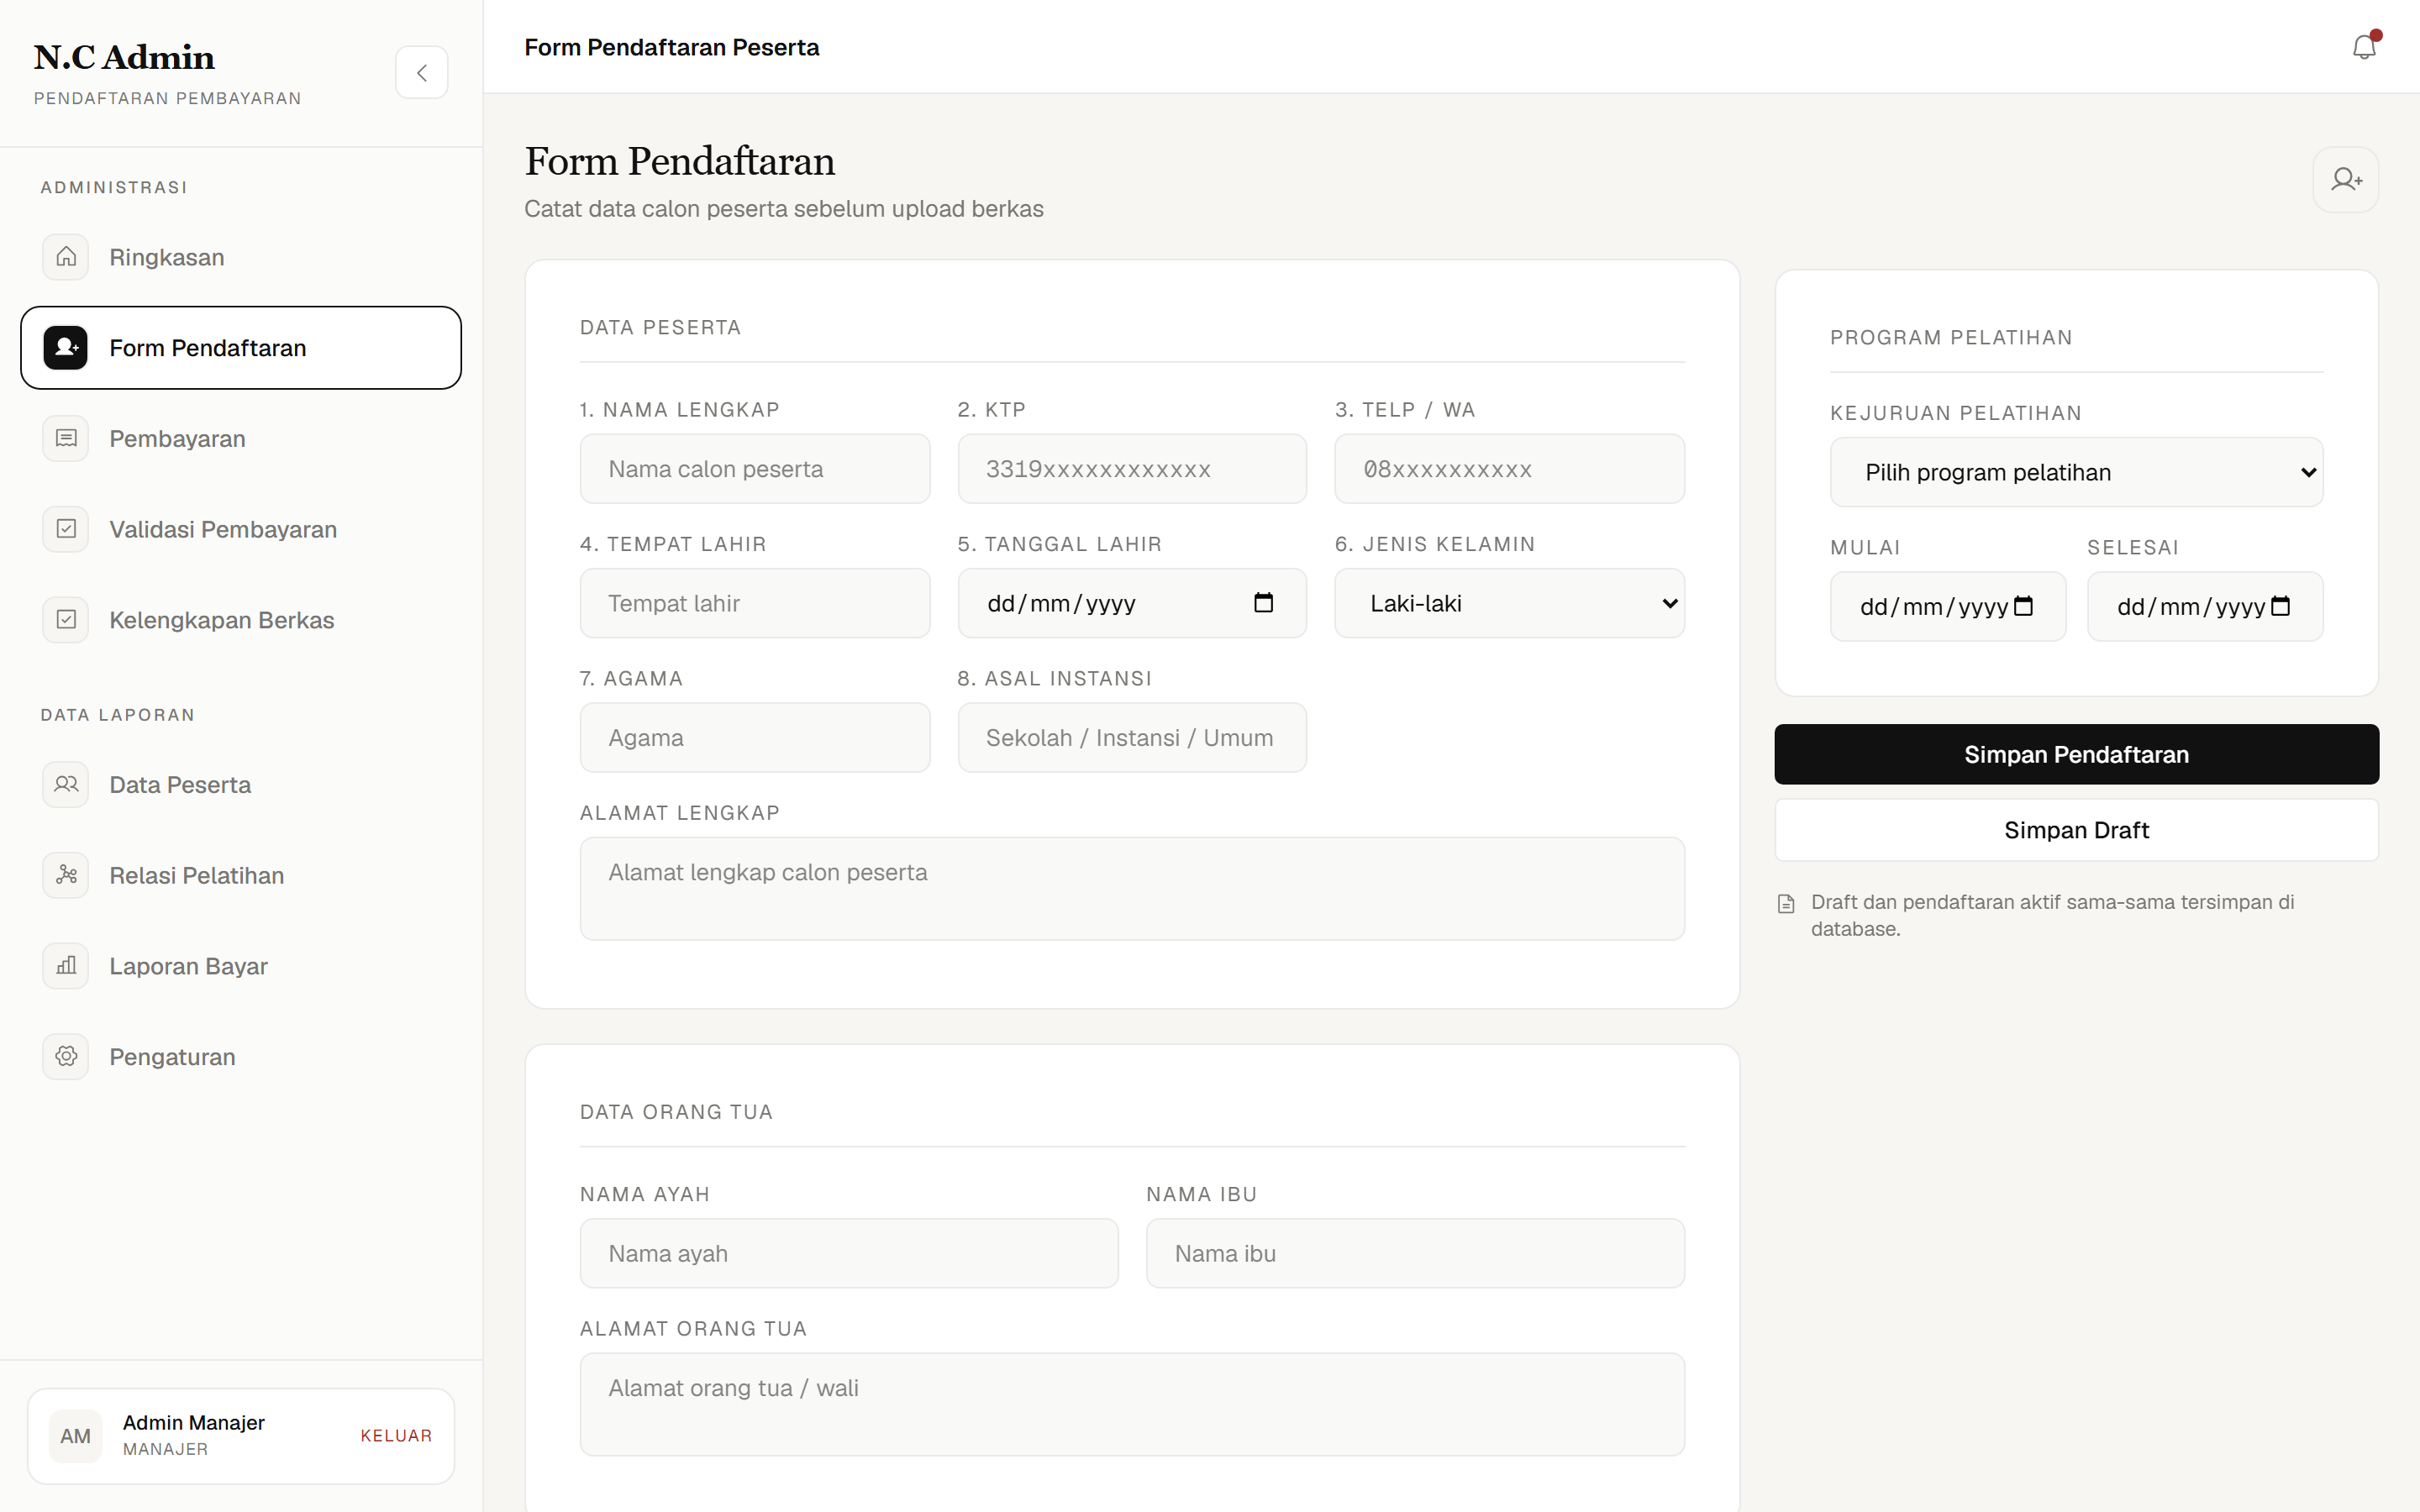 N.C Admin
PENDAFTARAN PEMBAYARAN
ADMINISTRASI
Ringkasan
Form Pendaftaran
Pembayaran
Validasi Pembayaran
Kelengkapan Berkas
DATA LAPORAN
Data Peserta
Relasi Pelatihan
Laporan Bayar
Pengaturan
AM
Admin Manajer
MANAJER
KELUAR
Form Pendaftaran Peserta
Form Pendaftaran
Catat data calon peserta sebelum upload berkas
DATA PESERTA
1. NAMA LENGKAP
Nama calon peserta
2. KTP
3319xxxxxxxxxxxx
3. TELP / WA
08xxxxxxxxxx
4. TEMPAT LAHIR
Tempat lahir
5. TANGGAL LAHIR
dd/mm/yyyy
6. JENIS KELAMIN
Laki-laki
7. AGAMA
Agama
8. ASAL INSTANSI
Sekolah / Instansi / Umum
ALAMAT LENGKAP
Alamat lengkap calon peserta
DATA ORANG TUA
NAMA AYAH
Nama ayah
NAMA IBU
Nama ibu
ALAMAT ORANG TUA
Alamat orang tua / wali
PROGRAM PELATIHAN
KEJURUAN PELATIHAN
Pilih program pelatihan
MULAI
dd/mm/yyyy
SELESAI
dd/mm/yyyy
Simpan Pendaftaran
Simpan Draft
Draft dan pendaftaran aktif sama-sama tersimpan di
database.